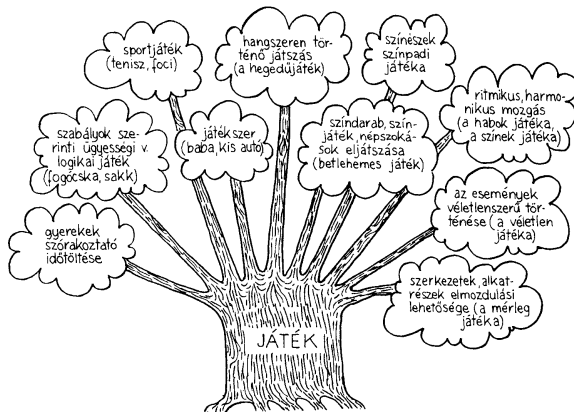 sportjáték
(tenisz, foci)
hangszeren tör-
ténő játszás
(a hegedűjáték)
színészek
színpadi
játéka
ritmikus, harmo-
nikus mozgás
(a habok játéka,
a színek játéka)
szabályok sze-
rinti ügyességi v.
logikai játék
(fogócska, sakk)
játékszer
(baba, kis autó)
színdarab, szín-
játék, népszoká-
sok eljátszása
(betlehemes játék)
az események
véletlenszerű tör-
ténése (a véletlen
játéka)
gyerekek
szórakoztató
időtöltése
szerkezetek, alkat-
részek elmozdulási
lehetősége (a mérleg
játéka)
JÁTÉK